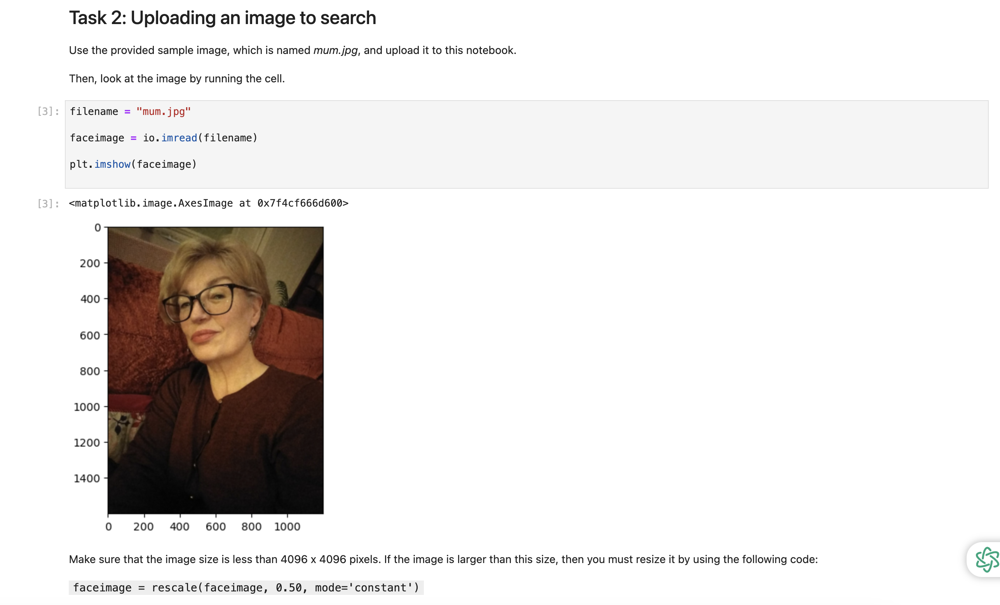 Task 2: Uploading an image to search
Use the provided sample image, which is named mum.jpg, and upload it to this notebook.
Then, look at the image by running the cell.
[3]: filename = "mum.jpg"
faceimage = io.imread(filename)
plt.imshow(faceimage)
[3]: <matplotlib.image.AxesImage at 0x7f4cf666d600>
0
200
400
600
800
1000
1200
1400
0 200 400 600 800 1000
Make sure that the image size is less than 4096 x 4096 pixels. If the image is larger than this size, then you must resize it by using the following code:
faceimage = rescale(faceimage, 0.50, mode='constant')